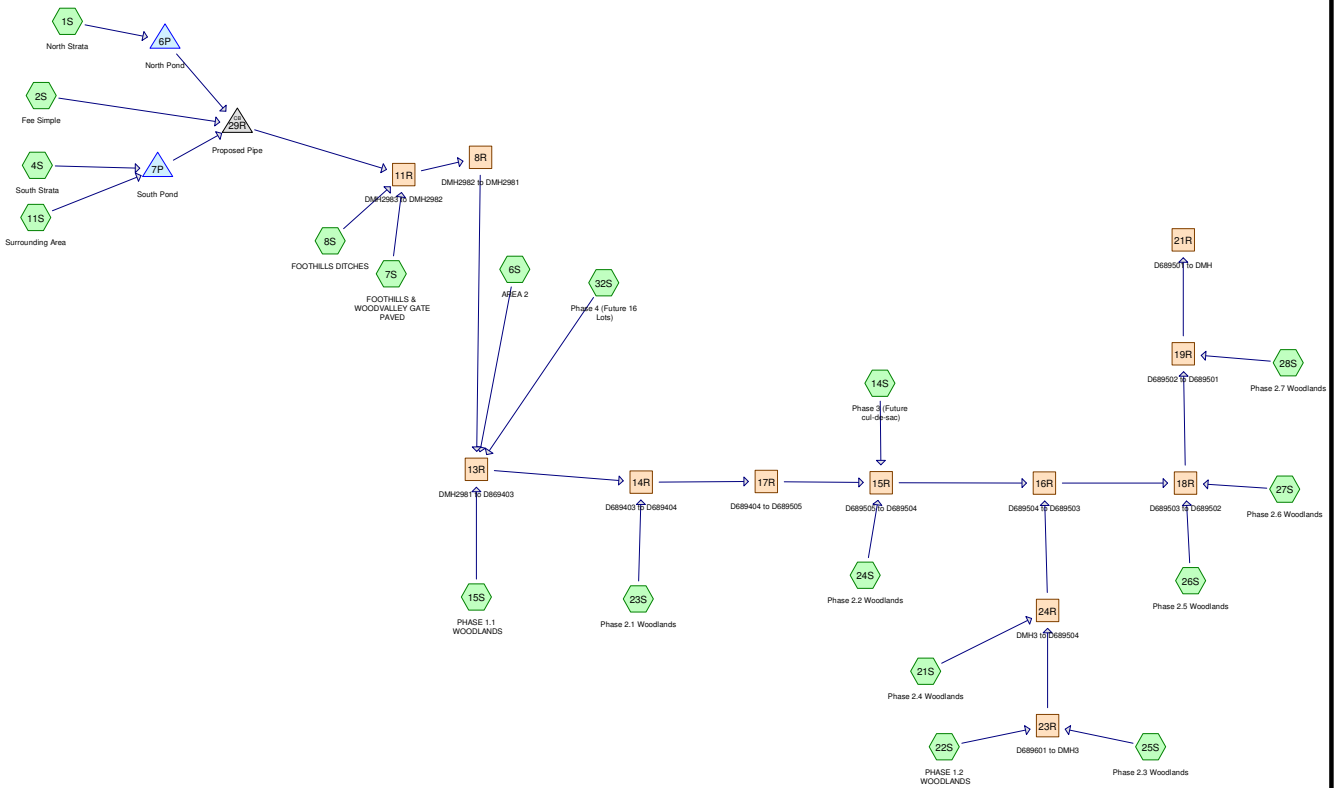 1S
North Strata
6P
North Pond
2S
Fee Simple
CB
29R
Proposed Pipe
4S
South Strata
7P
South Pond
11S
Surrounding Area
8R
DMH2982 to DMH2981
11R
DMH2983 to DMH2982
8S
FOOTHILLS DITCHES
7S
FOOTHILLS &
WOODVALLEY GATE
PAVED
6S
AREA 2
32S
Phase 4 (Future 16
Lots)
21R
D689501 to DMH
19R
D689502 to D689501
28S
Phase 2.7 Woodlands
14S
Phase 3 (Future
cul-de-sac)
13R
DMH2981 to D869403
14R
D689403 to D689404
17R
D689404 to D689505
15R
D689505 to D689504
16R
D689504 to D689503
18R
D689503 to D689502
27S
Phase 2.6 Woodlands
15S
PHASE 1.1
WOODLANDS
23S
Phase 2.1 Woodlands
24S
Phase 2.2 Woodlands
26S
Phase 2.5 Woodlands
24R
DMH3 to D689504
21S
Phase 2.4 Woodlands
23R
D689601 to DMH3
22S
PHASE 1.2
WOODLANDS
25S
Phase 2.3 Woodlands